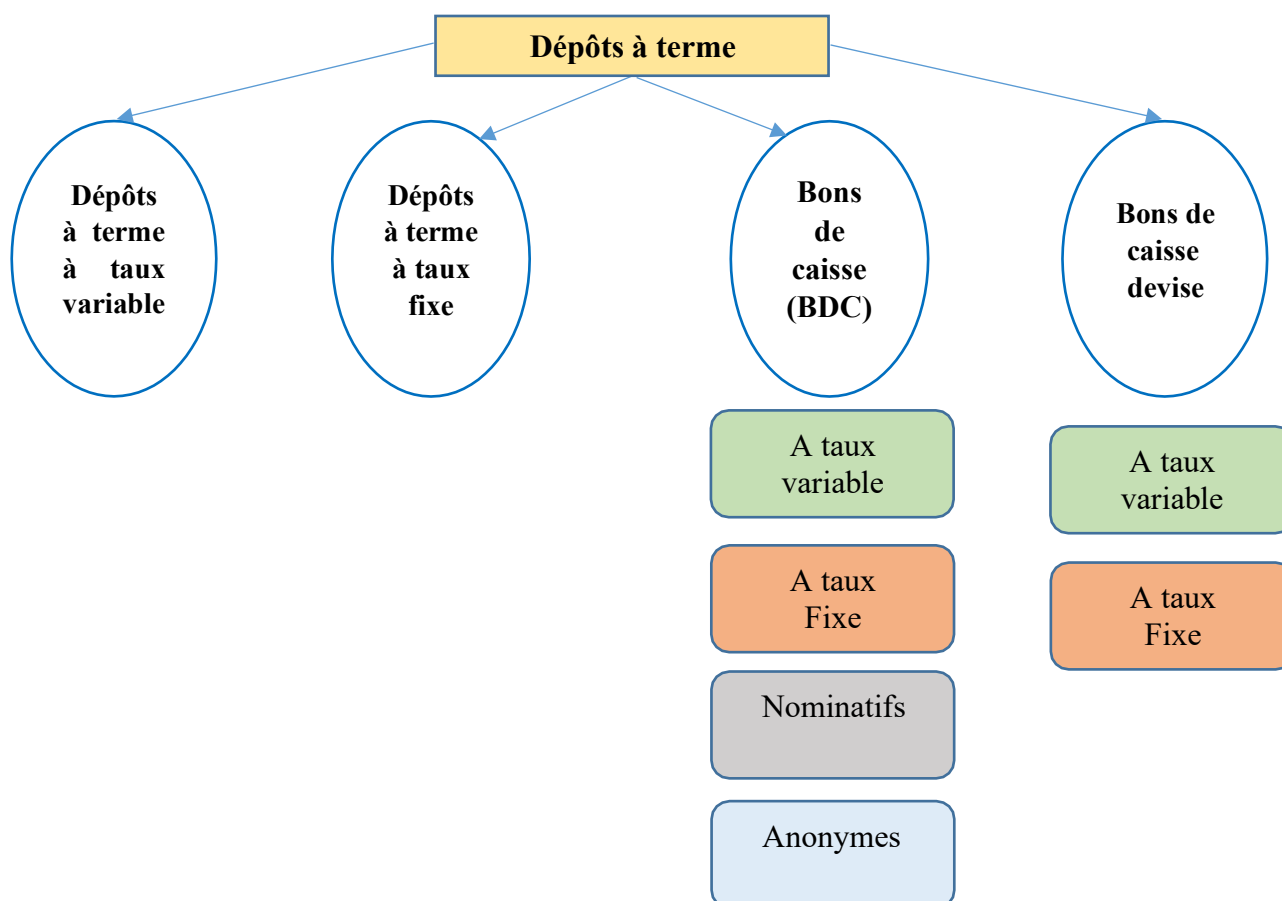 Dépôts à terme
Dépôts
à terme
à taux
variable
Dépôts
à terme
à taux
fixe
Bons
de
caisse
(BDC)
Bons de
caisse
devise
A taux
variable
A taux
Fixe
Nominatifs
Anonymes
A taux
variable
A taux
Fixe